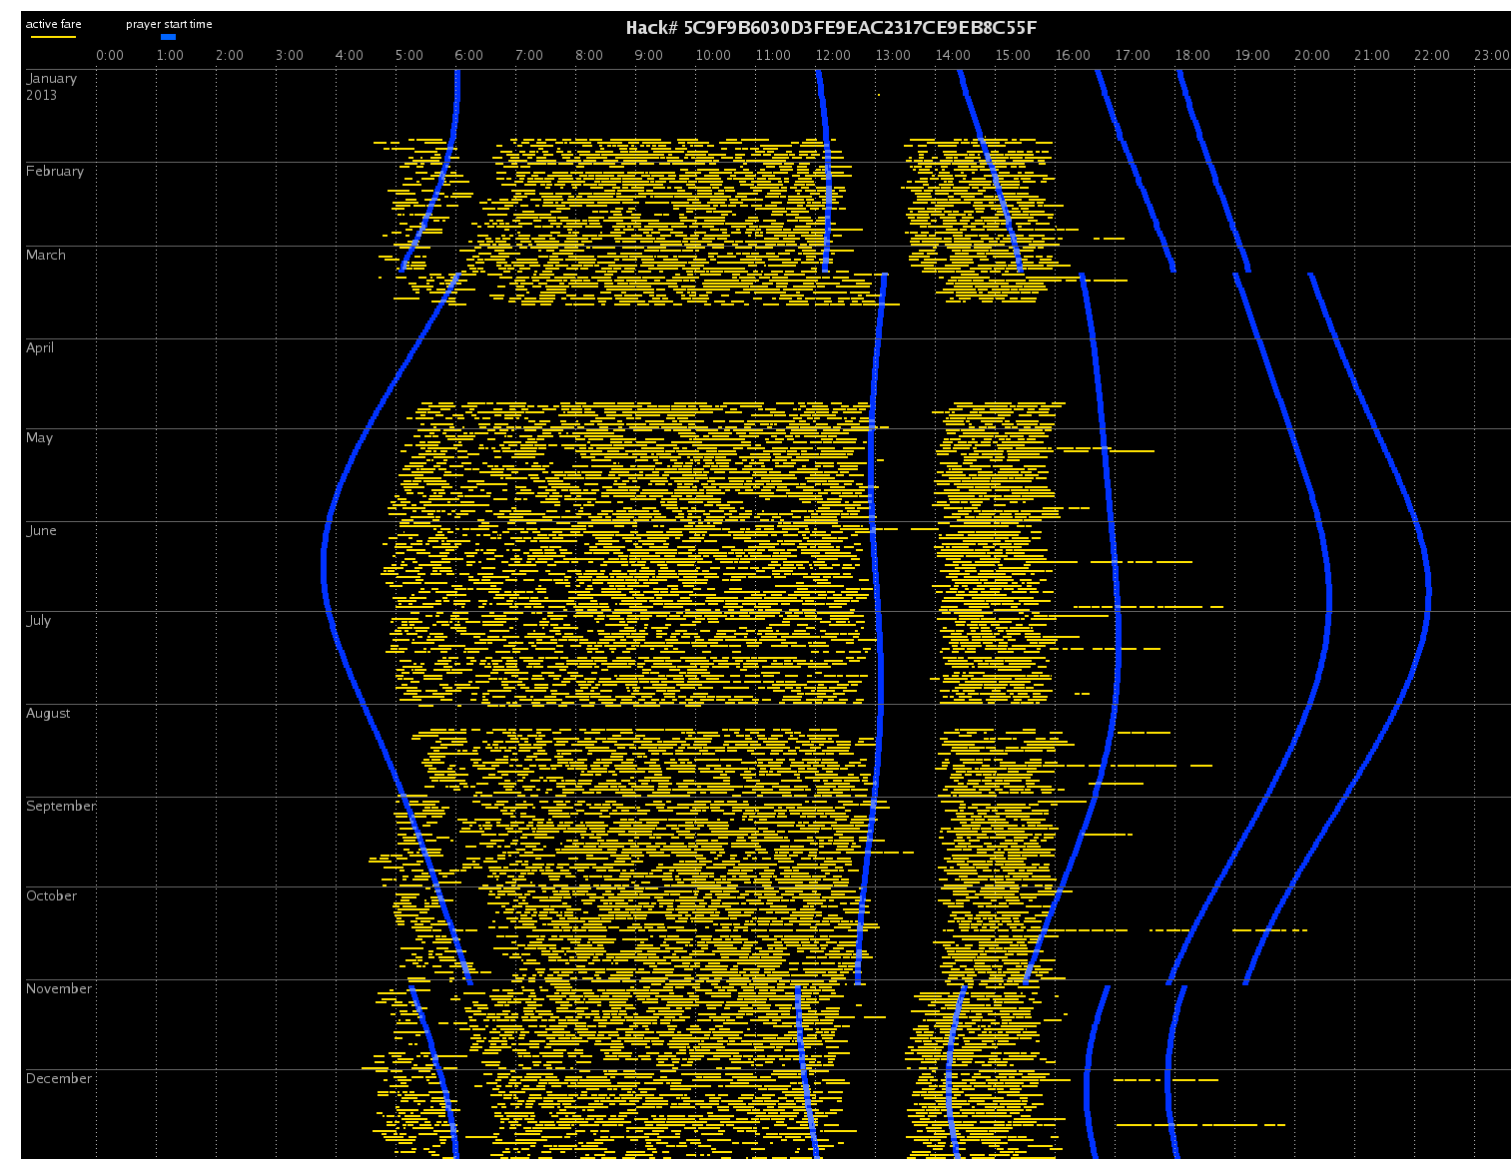 Hack# 5C9F9B6030D3FE9EAC2317CE9EB8C55F
active fare prayer start time
0:00 1:00 2:00 3:00 4:00 5:00 6:00 7:00 8:00 9:00 10:00 11:00 12:00 13:00 14:00 15:00 16:00 17:00 18:00 19:00 20:00 21:00 22:00 23:00
January
2013
February
March
April
May
June
July
August
September
October
November
December